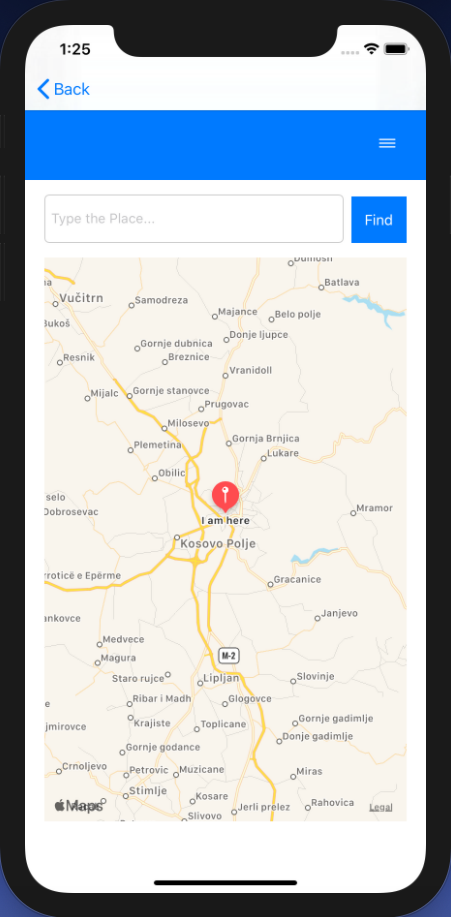 1:25
Back
Type the Place...
Find
Dumosh
Batlava
Vučitrn
Samodreza
Majance
Belo polje
Bukoš
Donje ljupce
Gornje dubnica
Resnik
Breznice
Vranidoll
Mijalc
Gornje stanovce
Prugovac
Milosevo
Plemetina
Gornja Brnjica
Lukare
Obilic
selo
Dobrosevac
Mramor
I am here
Kosovo Polje
rroticë e Epërme
Gracanice
ankovce
Janjevo
Medvece
M-2
Magura
Staro rujce
Lipljan
Slovinje
Ribar i Madh
Glogovce
jmirovce
Krajiste
Toplicane
Gornje gadimlje
Donje gadimlje
Gornje godance
Crnoljevo
Petrovic
Muzicane
Miras
Stimlje
Kosare
Maps
Jerli prelez
Rahovica
Legal
Slivovo